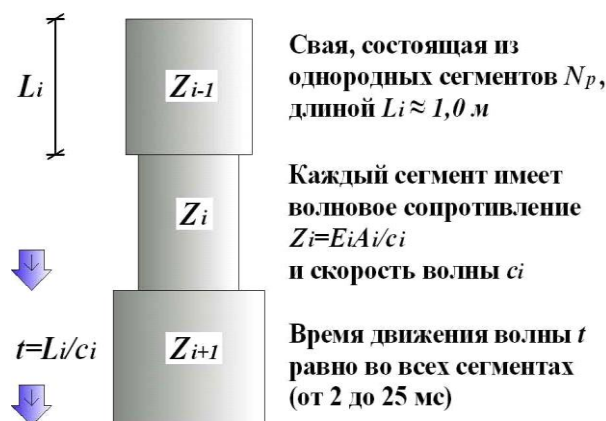 Li
Zi-1
Свая, состоящая из
однородных сегментов Np,
длиной Li ≈ 1,0 м
Zi
Каждый сегмент имеет
волновое сопротивление
Zi=EiAi/ci
и скорость волны ci
t=Li/ci
Zi+1
Время движения волны t
равно во всех сегментах
(от 2 до 25 мс)